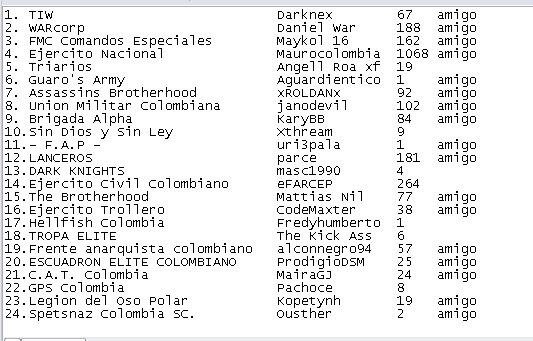 1. TIW Darknex 67 amigo
2. WARcorp Daniel War 188 amigo
3. FMC Comandos Especiales Maykol 16 162 amigo
4. Ejercito Nacional Maurocolombia 1068 amigo
5. Triarios Angell Roa xf 19
6. Guaro's Army Aguardientico 1 amigo
7. Assassins Brotherhood xROLDANx 92 amigo
8. Union Militar Colombiana janodevil 102 amigo
9. Brigada Alpha KaryBB 84 amigo
10.Sin Dios y Sin Ley Xthream 9
11.- F.A.P - uri3pala 1 amigo
12.LANCEROS parce 181 amigo
13.DARK KNIGHTS masc1990 4
14.Ejercito Civil Colombiano eFARCEP 264
15.The Brotherhood Mattias Nil 77 amigo
16.Ejercito Trollero CodeMaxter 38 amigo
17.Hellfish Colombia Fredyhumberto 1
18.TROPA ELITE The Kick Ass 6
19.Frente anarquista colombiano alconnegro94 57 amigo
20.ESCUADRON ELITE COLOMBIANO ProdigioDSM 25 amigo
21.C.A.T. Colombia MairaGJ 24 amigo
22.GPS Colombia Pachoce 8
23.Legion del Oso Polar Kopetynh 19 amigo
24.Spetsnaz Colombia SC. Ousther 2 amigo